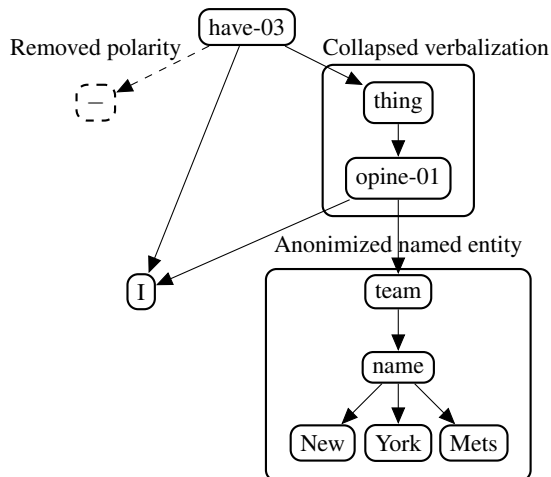 have-03
Removed polarity
Collapsed verbalization
–
thing
opine-01
Anonimized named entity
I
team
name
New York Mets